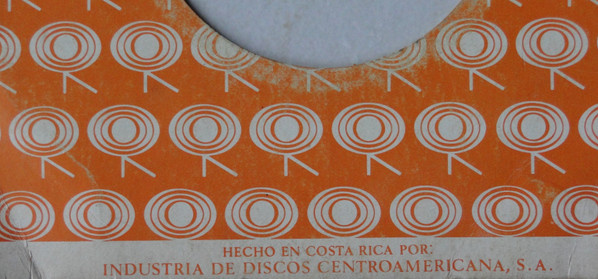 HECHO EN COSTA RICA POR:
INDUSTRIA DE DISCOS CENTROAMERICANA, S.A.